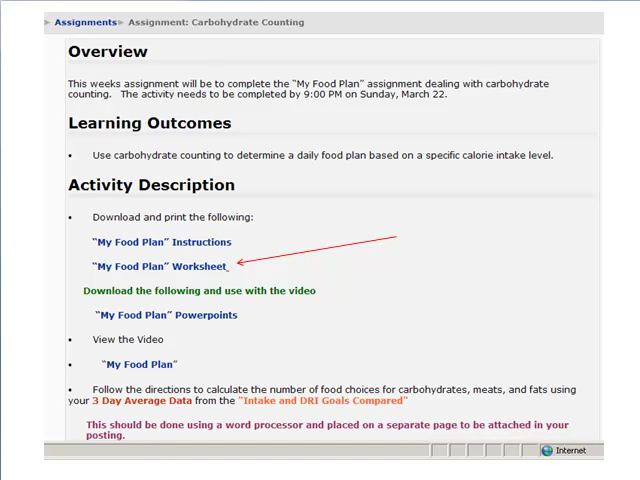 Assignments Assignment: Carbohydrate Counting
Overview
This weeks assignment will be to complete the "My Food Plan" assignment dealing with carbohydrate
counting. The activity needs to be completed by 9:00 PM on Sunday, March 22.
Learning Outcomes
• Use carbohydrate counting to determine a daily food plan based on a specific calorie intake level.
Activity Description
• Download and print the following:
"My Food Plan" Instructions
"My Food Plan" Worksheet
Download the following and use with the video
"My Food Plan" Powerpoints
• View the Video
• "My Food Plan"
• Follow the directions to calculate the number of food choices for carbohydrates, meats, and fats using
your 3 Day Average Data from the "Intake and DRI Goals Compared"
This should be done using a word processor and placed on a separate page to be attached in your
posting.
Internet